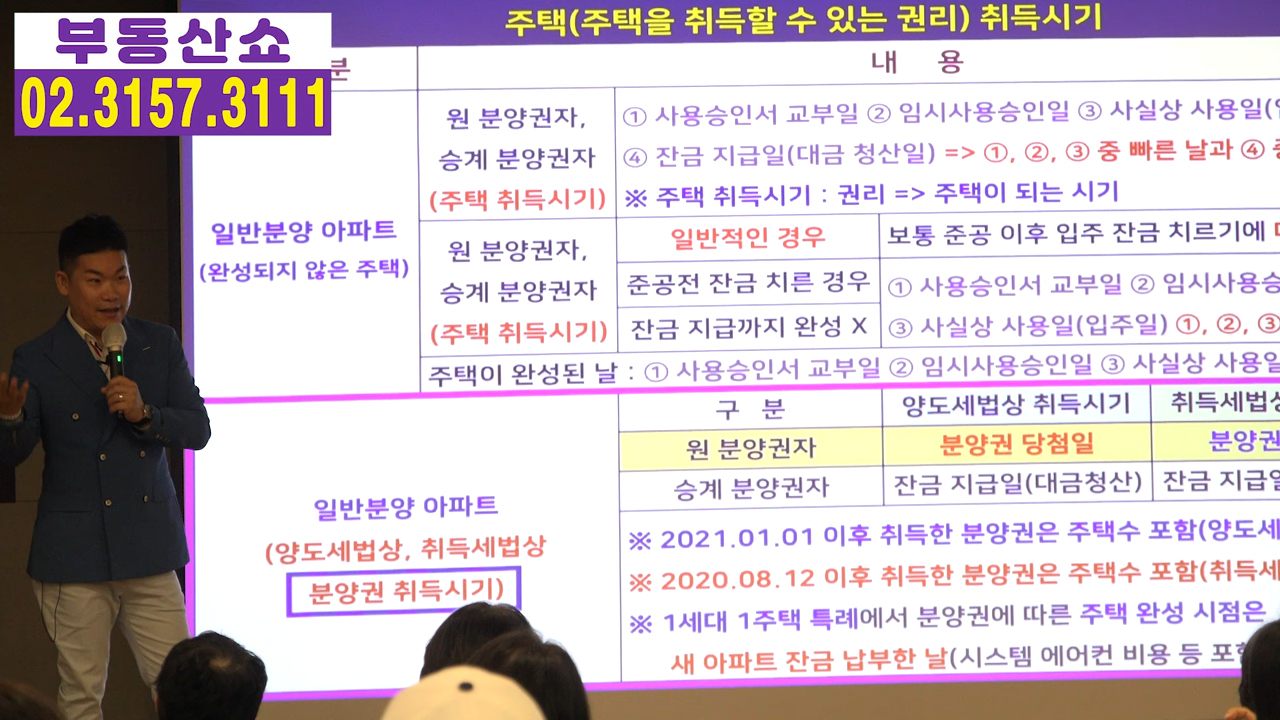 부동산쇼
02.3157.3111
주택(주택을 취득할 수 있는 권리) 취득시기
분
내 용
일반분양 아파트
(완성되지 않은 주택)
원 분양권자,
승계 분양권자
(주택 취득시기)
① 사용승인서 교부일 ② 임시사용승인일 ③ 사실상 사용일
④ 잔금 지급일(대금 청산일) => ①, ②, ③ 중 빠른 날과 ④
※ 주택 취득시기 : 권리 => 주택이 되는 시기
원 분양권자,
승계 분양권자
(주택 취득시기)
일반적인 경우
보통 준공 이후 입주 잔금 치르기에
준공전 잔금 치른 경우
잔금 지급까지 완성 X
① 사용승인서 교부일 ② 임시사용승
③ 사실상 사용일(입주일) ①, ②, ③
주택이 완성된 날 : ① 사용승인서 교부일 ② 임시사용승인일 ③ 사실상 사용일
일반분양 아파트
(양도세법상, 취득세법상
분양권 취득시기)
구 분
양도세법상 취득시기
취득세법상
원 분양권자
분양권 당첨일
분양권
승계 분양권자
잔금 지급일(대금청산)
잔금 지급일
※ 2021.01.01 이후 취득한 분양권은 주택수 포함(양도세
※ 2020.08.12 이후 취득한 분양권은 주택수 포함(취득세
※ 1세대 1주택 특례에서 분양권에 따른 주택 완성 시점은
새 아파트 잔금 납부한 날(시스템 에어컨 비용 등 포함